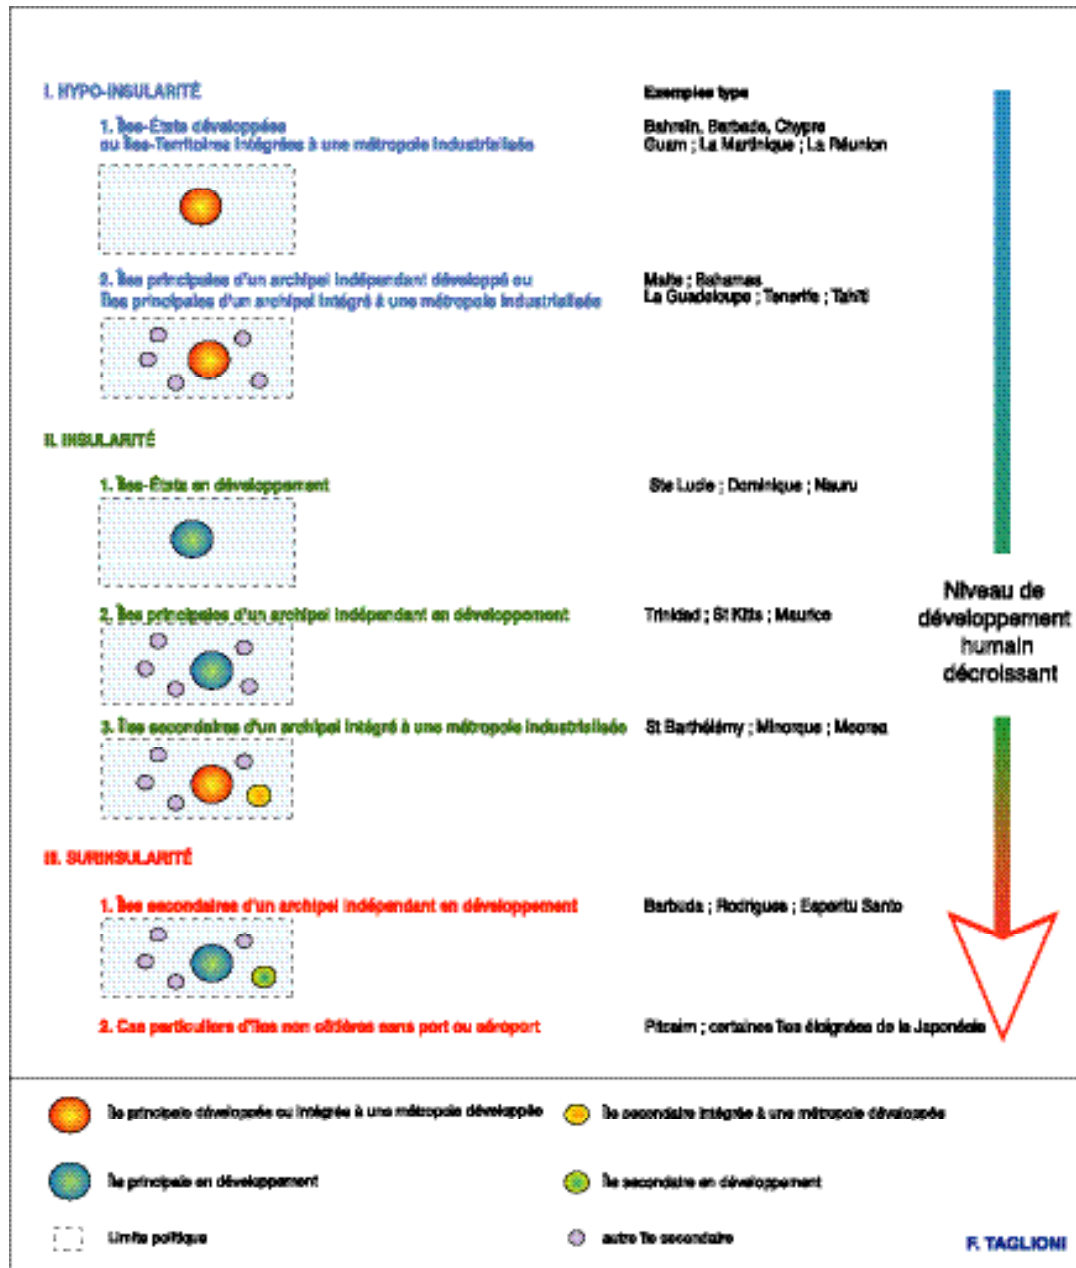 I. HYPO-INSULARITÉ
Exemples type
1. Îles-États développées
ou Îles-Territoires intégrées à une métropole industrialisée
Bahreïn, Barbade, Chypre
Guam ; La Martinique ; La Réunion
2. Îles principales d'un archipel indépendant développé ou
îles principales d'un archipel intégré à une métropole industrialisée
Malte ; Bahamas
La Guadeloupe ; Tenerife ; Tahiti
II. INSULARITÉ
1. Îles-États en développement
Ste Lucie ; Dominique ; Nauru
2. Îles principales d'un archipel indépendant en développement
Trinidad ; St Kitts ; Maurice
3. Îles secondaires d'un archipel intégré à une métropole industrialisée
St Barthélémy ; Minorque ; Moorea
III. SURINSULARITÉ
1. Îles secondaires d'un archipel indépendant en développement
Barbuda ; Rodrigues ; Espiritu Santo
2. Cas particuliers d'îles non côtières sans port ou aéroport
Pitcairn ; certaines îles éloignées de la Japonésie
Niveau de
développement
humain
décroissant
Île principale développée ou intégrée à une métropole développée
Île secondaire intégrée à une métropole développée
Île principale en développement
Île secondaire en développement
Limite politique
autre île secondaire
F. TAGLIONI